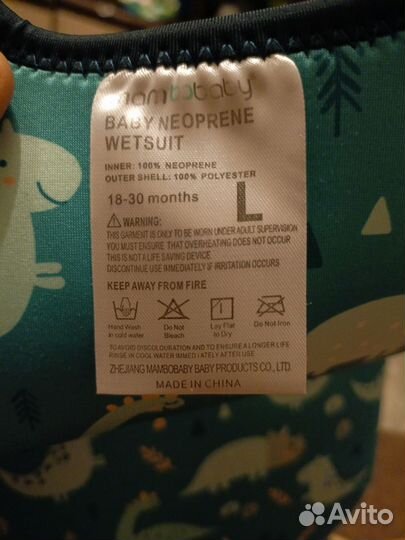 mambobaby
BABY NEOPRENE
WETSUIT
INNER: 100% NEOPRENE
OUTER SHELL: 100% POLYESTER
18-30 months L
WARNING:
THIS GARMENT IS ONLY TO BE WORN UNDER ADULT SUPERVISION
YOU MUST ENSURE THAT OVERHEATING DOES NOT OCCUR
THIS IS NOT A LIFE SAVING DEVICE
DISCONTINUE USE IMMEDIATELY IF IRRITATION OCCURS
KEEP AWAY FROM FIRE
Hand Wash Do Not Lay Flat Do Not Iron
in cold water Bleach to Dry
TO AVOID DISCOLOURATION AND TO ENSURE A LONGER LIFE
RINSE IN COOL WATER IMMEDIATELY AFTER USE
ZHEJIANG MAMBOBABY BABY PRODUCTS CO., LTD.
MADE IN CHINA
Avito